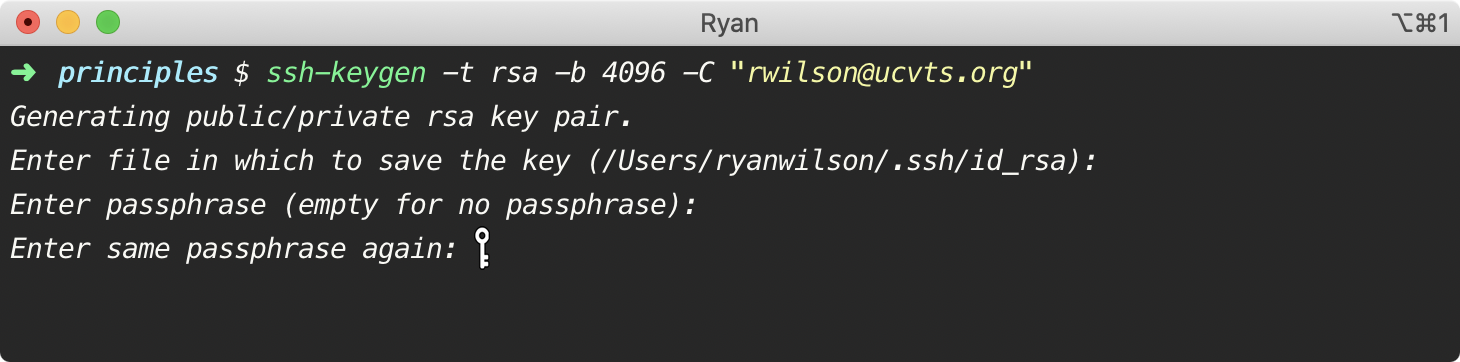 Ryan
⌥⌘1
➜ principles $ ssh-keygen -t rsa -b 4096 -C "rwilson@ucvts.org"
Generating public/private rsa key pair.
Enter file in which to save the key (/Users/ryanwilson/.ssh/id_rsa):
Enter passphrase (empty for no passphrase):
Enter same passphrase again: